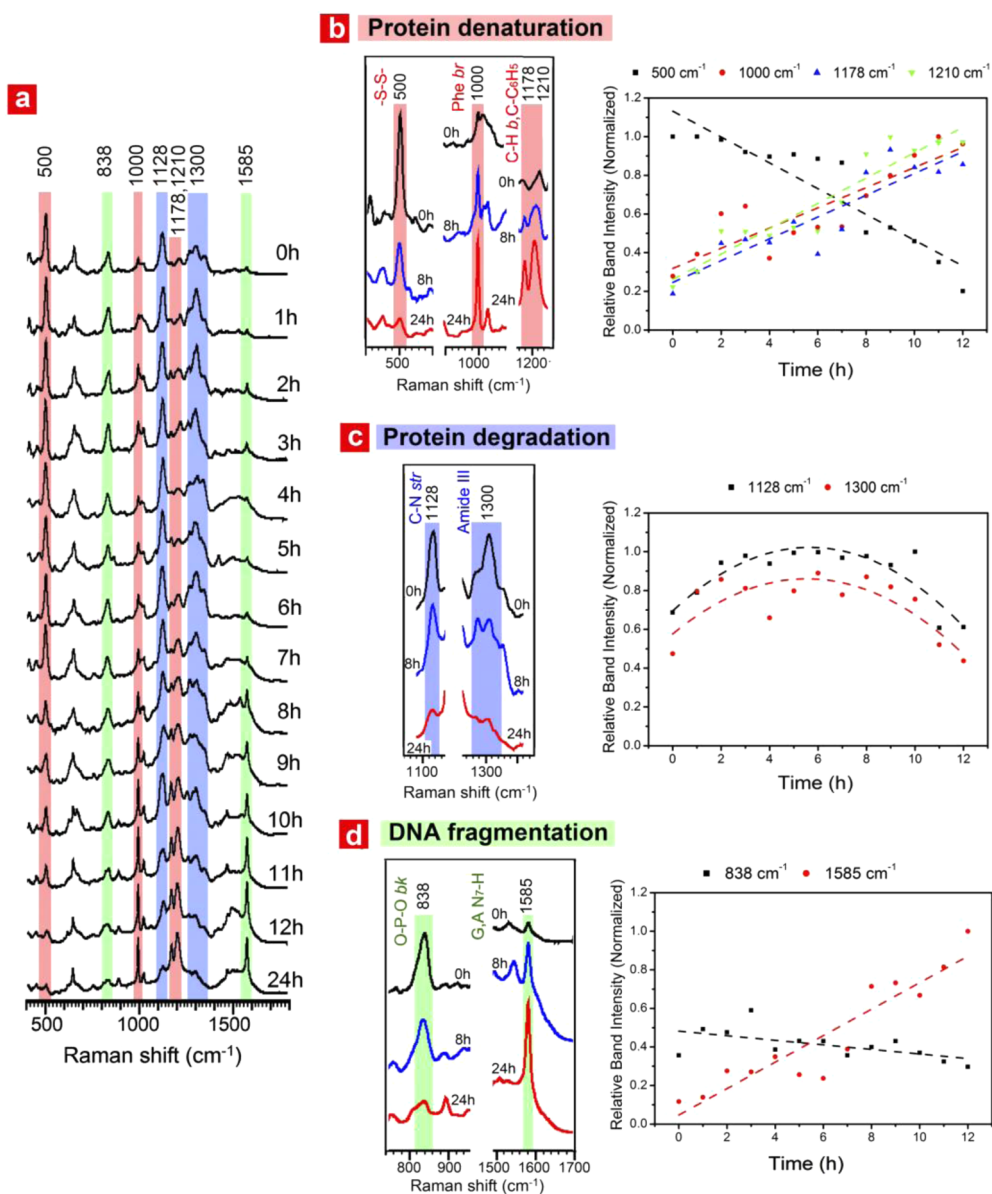 a
500
838
1000
1128
1178,1210
1300
1585
0h
1h
2h
3h
4h
5h
6h
7h
8h
9h
10h
11h
12h
24h
500 1000 1500
Raman shift (cm-1)
b Protein denaturation
-S-S-
500
Phe br
1000
C-H b,C-C6H5
1178
1210
0h
8h
24h
0h
8h
24h
0h
8h
24h
500 1000 1200
Raman shift (cm-1)
500 cm-1 1000 cm-1 1178 cm-1 1210 cm-1
Relative Band Intensity (Normalized)
1.2
1.0
0.8
0.6
0.4
0.2
0.0
0 2 4 6 8 10 12
Time (h)
c Protein degradation
C-N str
1128
Amide III
1300
0h
8h
24h
0h
8h
24h
1100 1300
Raman shift (cm-1)
1128 cm-1 1300 cm-1
Relative Band Intensity (Normalized)
1.2
1.0
0.8
0.6
0.4
0.2
0.0
0 2 4 6 8 10 12
Time (h)
d DNA fragmentation
O-P-O bk
838
G,A N7-H
1585
0h
8h
24h
0h
8h
24h
800 900 1500 1600 1700
Raman shift (cm-1)
838 cm-1 1585 cm-1
Relative Band Intensity (Normalized)
1.2
1.0
0.8
0.6
0.4
0.2
0.0
0 2 4 6 8 10 12
Time (h)